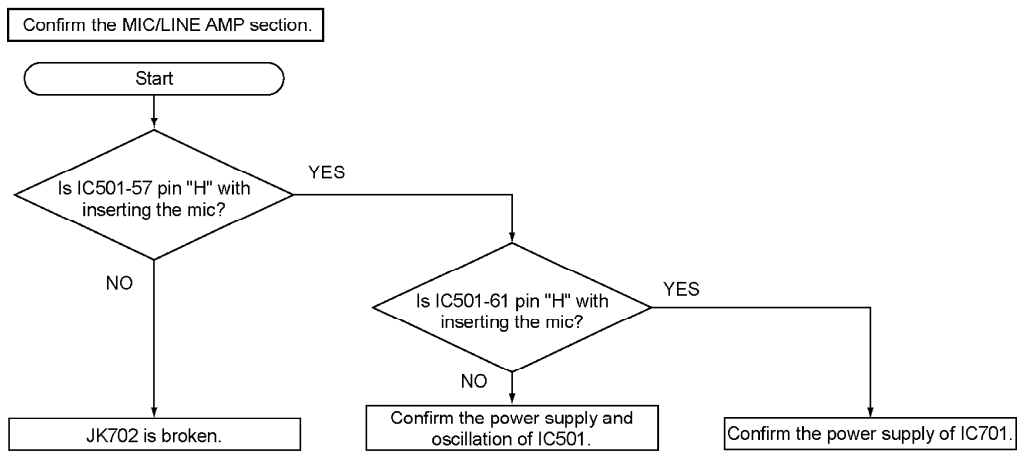 Confirm the MIC/LINE AMP section.
Start
Is IC501-57 pin "H" with
inserting the mic?
YES
NO
Is IC501-61 pin "H" with
inserting the mic?
YES
NO
JK702 is broken.
Confirm the power supply and
oscillation of IC501.
Confirm the power supply of IC701.